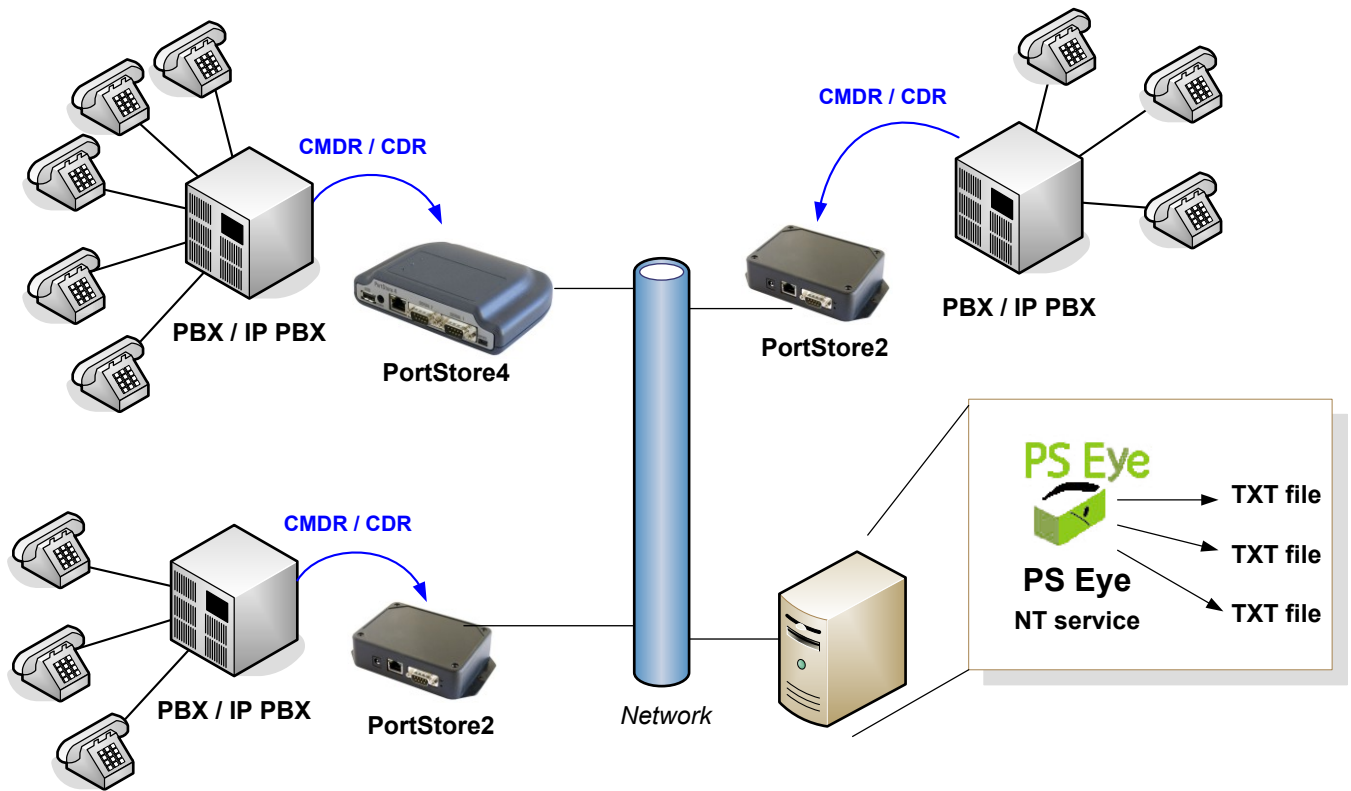 CMDR / CDR
PBX / IP PBX
PortStore4
CMDR / CDR
PBX / IP PBX
PortStore2
CMDR / CDR
PBX / IP PBX
PortStore2
Network
PS Eye
PS Eye
NT service
TXT file
TXT file
TXT file